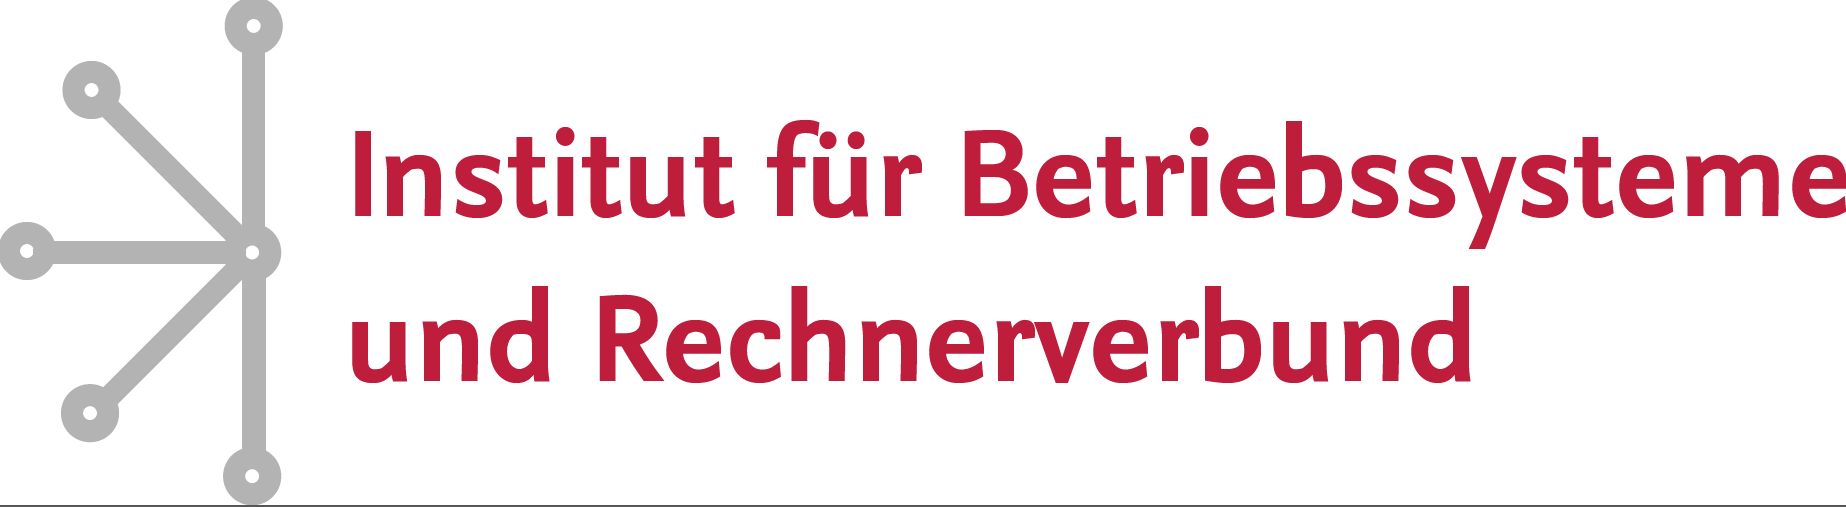 Institut für Betriebssysteme
und Rechnerverbund